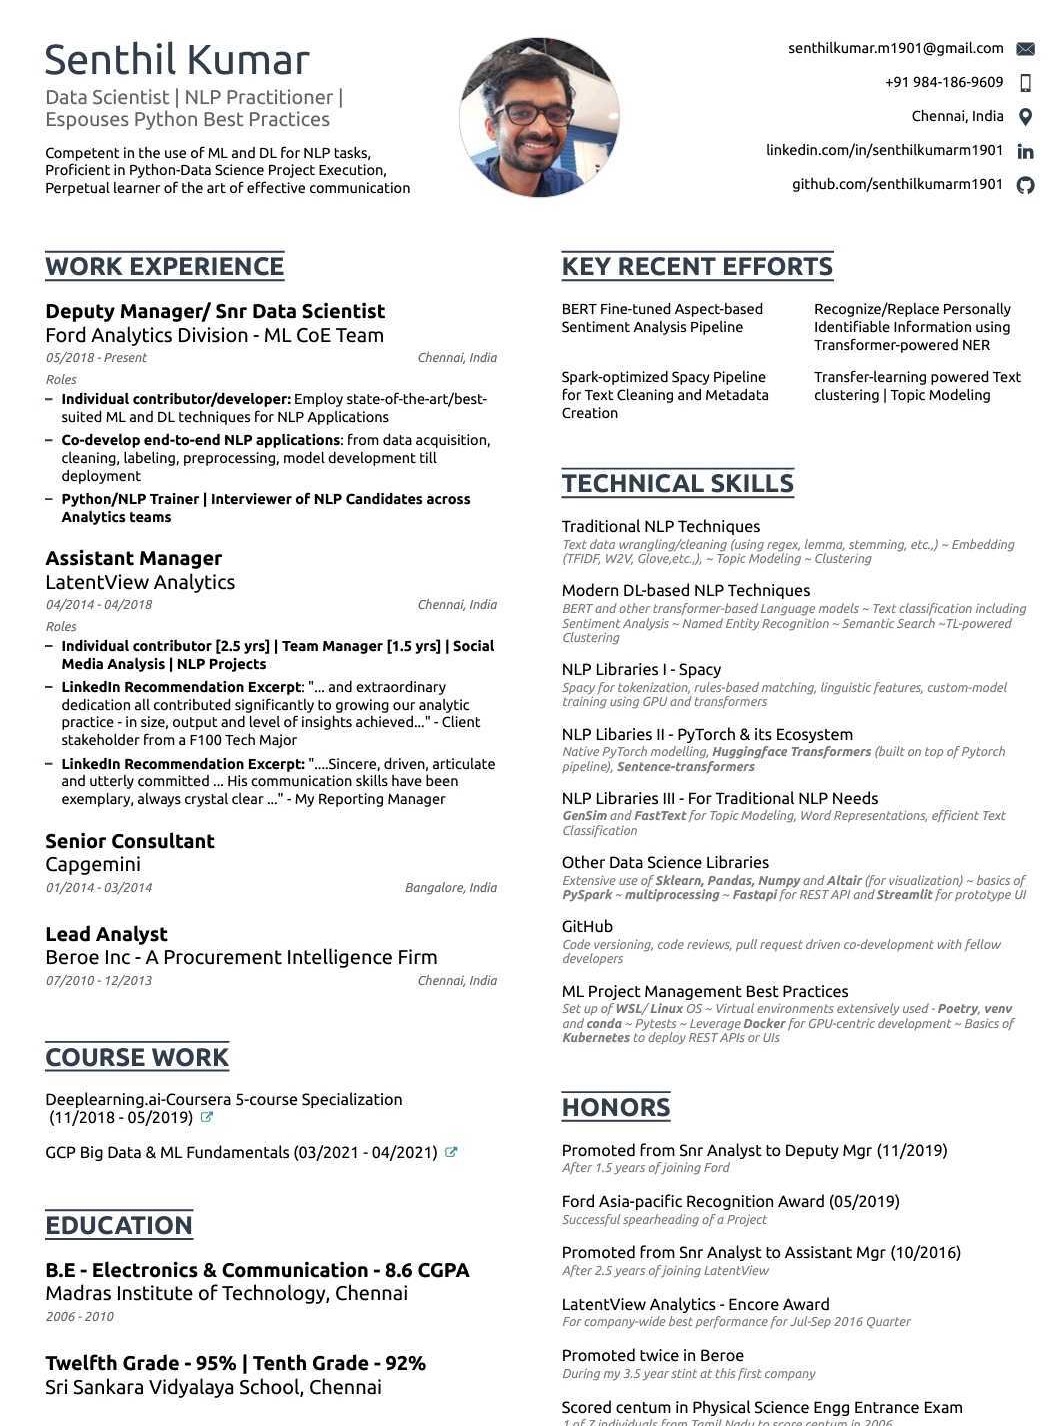 Senthil Kumar
Data Scientist | NLP Practitioner |
Espouses Python Best Practices
Competent in the use of ML and DL for NLP tasks,
Proficient in Python-Data Science Project Execution,
Perpetual learner of the art of effective communication
senthilkumar.m1901@gmail.com
+91 984-186-9609
Chennai, India
linkedin.com/in/senthilkumarm1901
github.com/senthilkumarm1901
WORK EXPERIENCE
Deputy Manager/ Snr Data Scientist
Ford Analytics Division - ML CoE Team
05/2018 - Present
Chennai, India
Roles
– Individual contributor/developer: Employ state-of-the-art/best-
suited ML and DL techniques for NLP Applications
– Co-develop end-to-end NLP applications: from data acquisition,
cleaning, labeling, preprocessing, model development till
deployment
– Python/NLP Trainer | Interviewer of NLP Candidates across
Analytics teams
Assistant Manager
LatentView Analytics
04/2014 - 04/2018
Chennai, India
Roles
– Individual contributor [2.5 yrs] | Team Manager [1.5 yrs] | Social
Media Analysis | NLP Projects
– LinkedIn Recommendation Excerpt: "... and extraordinary
dedication all contributed significantly to growing our analytic
practice - in size, output and level of insights achieved..." - Client
stakeholder from a F100 Tech Major
– LinkedIn Recommendation Excerpt: "....Sincere, driven, articulate
and utterly committed ... His communication skills have been
exemplary, always crystal clear ..." - My Reporting Manager
Senior Consultant
Capgemini
01/2014 - 03/2014
Bangalore, India
Lead Analyst
Beroe Inc - A Procurement Intelligence Firm
07/2010 - 12/2013
Chennai, India
COURSE WORK
Deeplearning.ai-Coursera 5-course Specialization
(11/2018 - 05/2019)
GCP Big Data & ML Fundamentals (03/2021 - 04/2021)
EDUCATION
B.E - Electronics & Communication - 8.6 CGPA
Madras Institute of Technology, Chennai
2006 - 2010
Twelfth Grade - 95% | Tenth Grade - 92%
Sri Sankara Vidyalaya School, Chennai
KEY RECENT EFFORTS
BERT Fine-tuned Aspect-based
Sentiment Analysis Pipeline
Recognize/Replace Personally
Identifiable Information using
Transformer-powered NER
Spark-optimized Spacy Pipeline
for Text Cleaning and Metadata
Creation
Transfer-learning powered Text
clustering | Topic Modeling
TECHNICAL SKILLS
Traditional NLP Techniques
Text data wrangling/cleaning (using regex, lemma, stemming, etc.,) ~ Embedding
(TFIDF, W2V, Glove,etc.,), ~ Topic Modeling ~ Clustering
Modern DL-based NLP Techniques
BERT and other transformer-based Language models ~ Text classification including
Sentiment Analysis ~ Named Entity Recognition ~ Semantic Search ~TL-powered
Clustering
NLP Libraries I - Spacy
Spacy for tokenization, rules-based matching, linguistic features, custom-model
training using GPU and transformers
NLP Libaries II - PyTorch & its Ecosystem
Native PyTorch modelling, Huggingface Transformers (built on top of Pytorch
pipeline), Sentence-transformers
NLP Libraries III - For Traditional NLP Needs
GenSim and FastText for Topic Modeling, Word Representations, efficient Text
Classification
Other Data Science Libraries
Extensive use of Sklearn, Pandas, Numpy and Altair (for visualization) ~ basics of
PySpark ~ multiprocessing ~ Fastapi for REST API and Streamlit for prototype UI
GitHub
Code versioning, code reviews, pull request driven co-development with fellow
developers
ML Project Management Best Practices
Set up of WSL/ Linux OS ~ Virtual environments extensively used - Poetry, venv
and conda ~ Pytests ~ Leverage Docker for GPU-centric development ~ Basics of
Kubernetes to deploy REST APIs or UIs
HONORS
Promoted from Snr Analyst to Deputy Mgr (11/2019)
After 1.5 years of joining Ford
Ford Asia-pacific Recognition Award (05/2019)
Successful spearheading of a Project
Promoted from Snr Analyst to Assistant Mgr (10/2016)
After 2.5 years of joining LatentView
LatentView Analytics - Encore Award
For company-wide best performance for Jul-Sep 2016 Quarter
Promoted twice in Beroe
During my 3.5 year stint at this first company
Scored centum in Physical Science Engg Entrance Exam
1 of 7 individuals from Tamil Nadu to score centum in 2006